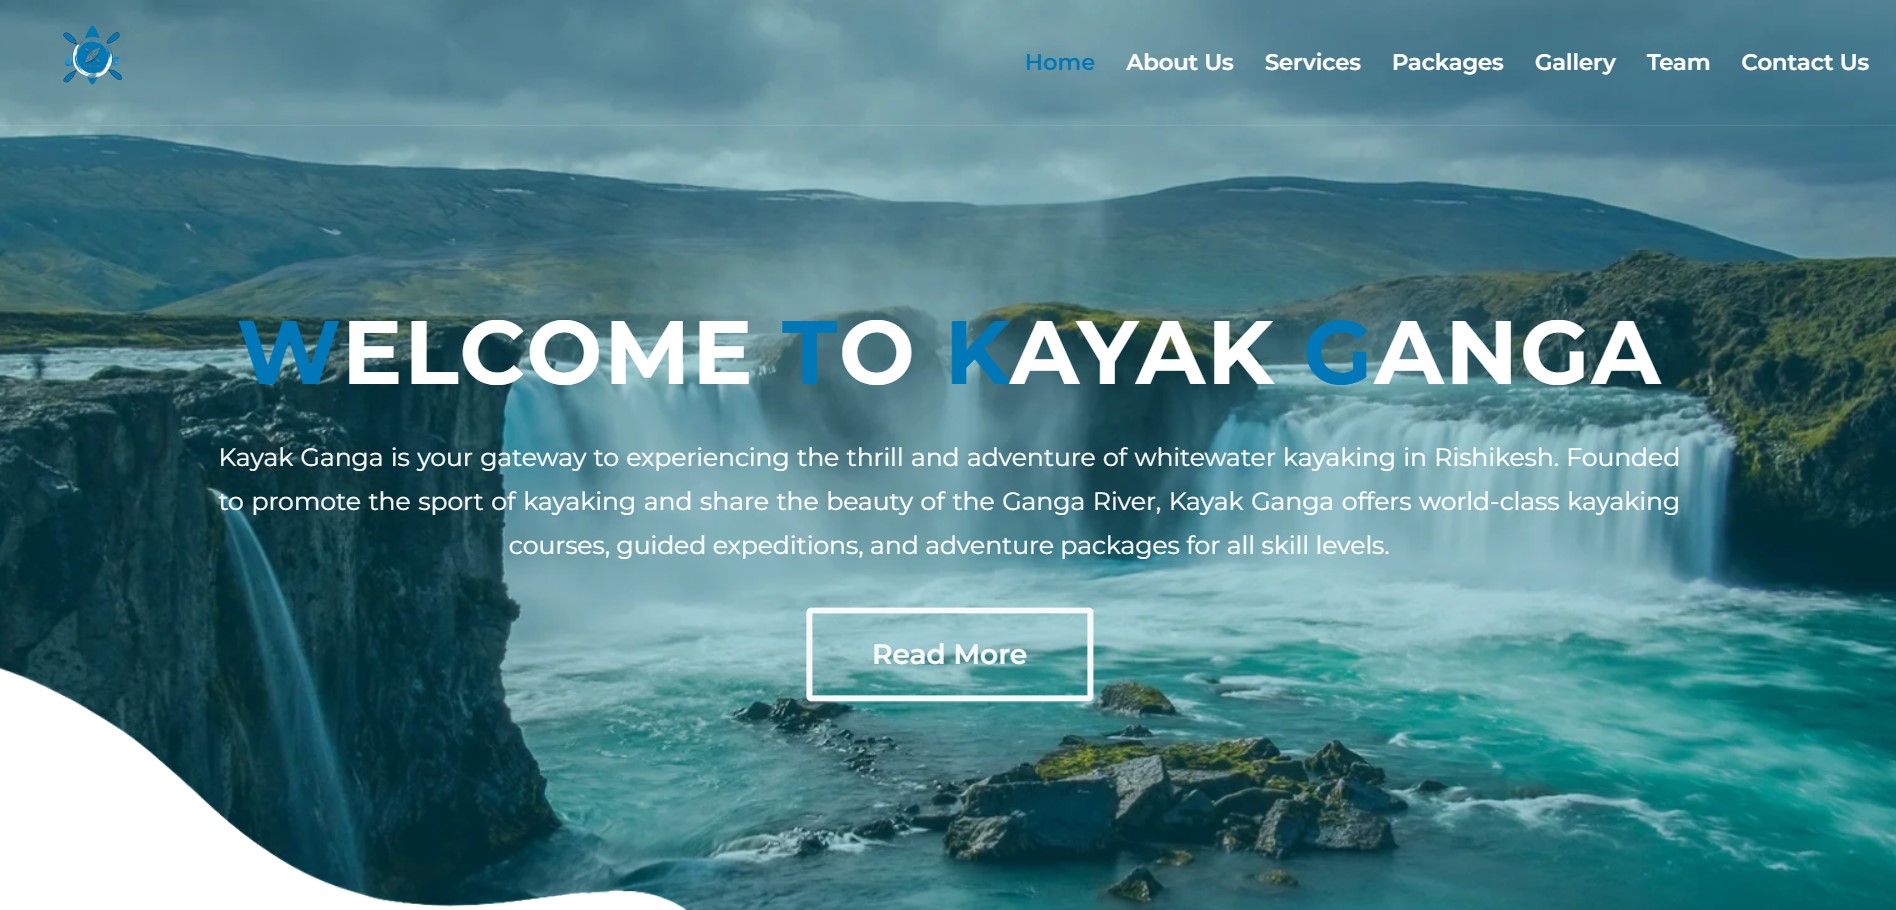 Home About Us Services Packages Gallery Team Contact Us
WELCOME TO KAYAK GANGA
Kayak Ganga is your gateway to experiencing the thrill and adventure of whitewater kayaking in Rishikesh. Founded
to promote the sport of kayaking and share the beauty of the Ganga River, Kayak Ganga offers world-class kayaking
courses, guided expeditions, and adventure packages for all skill levels.
Read More